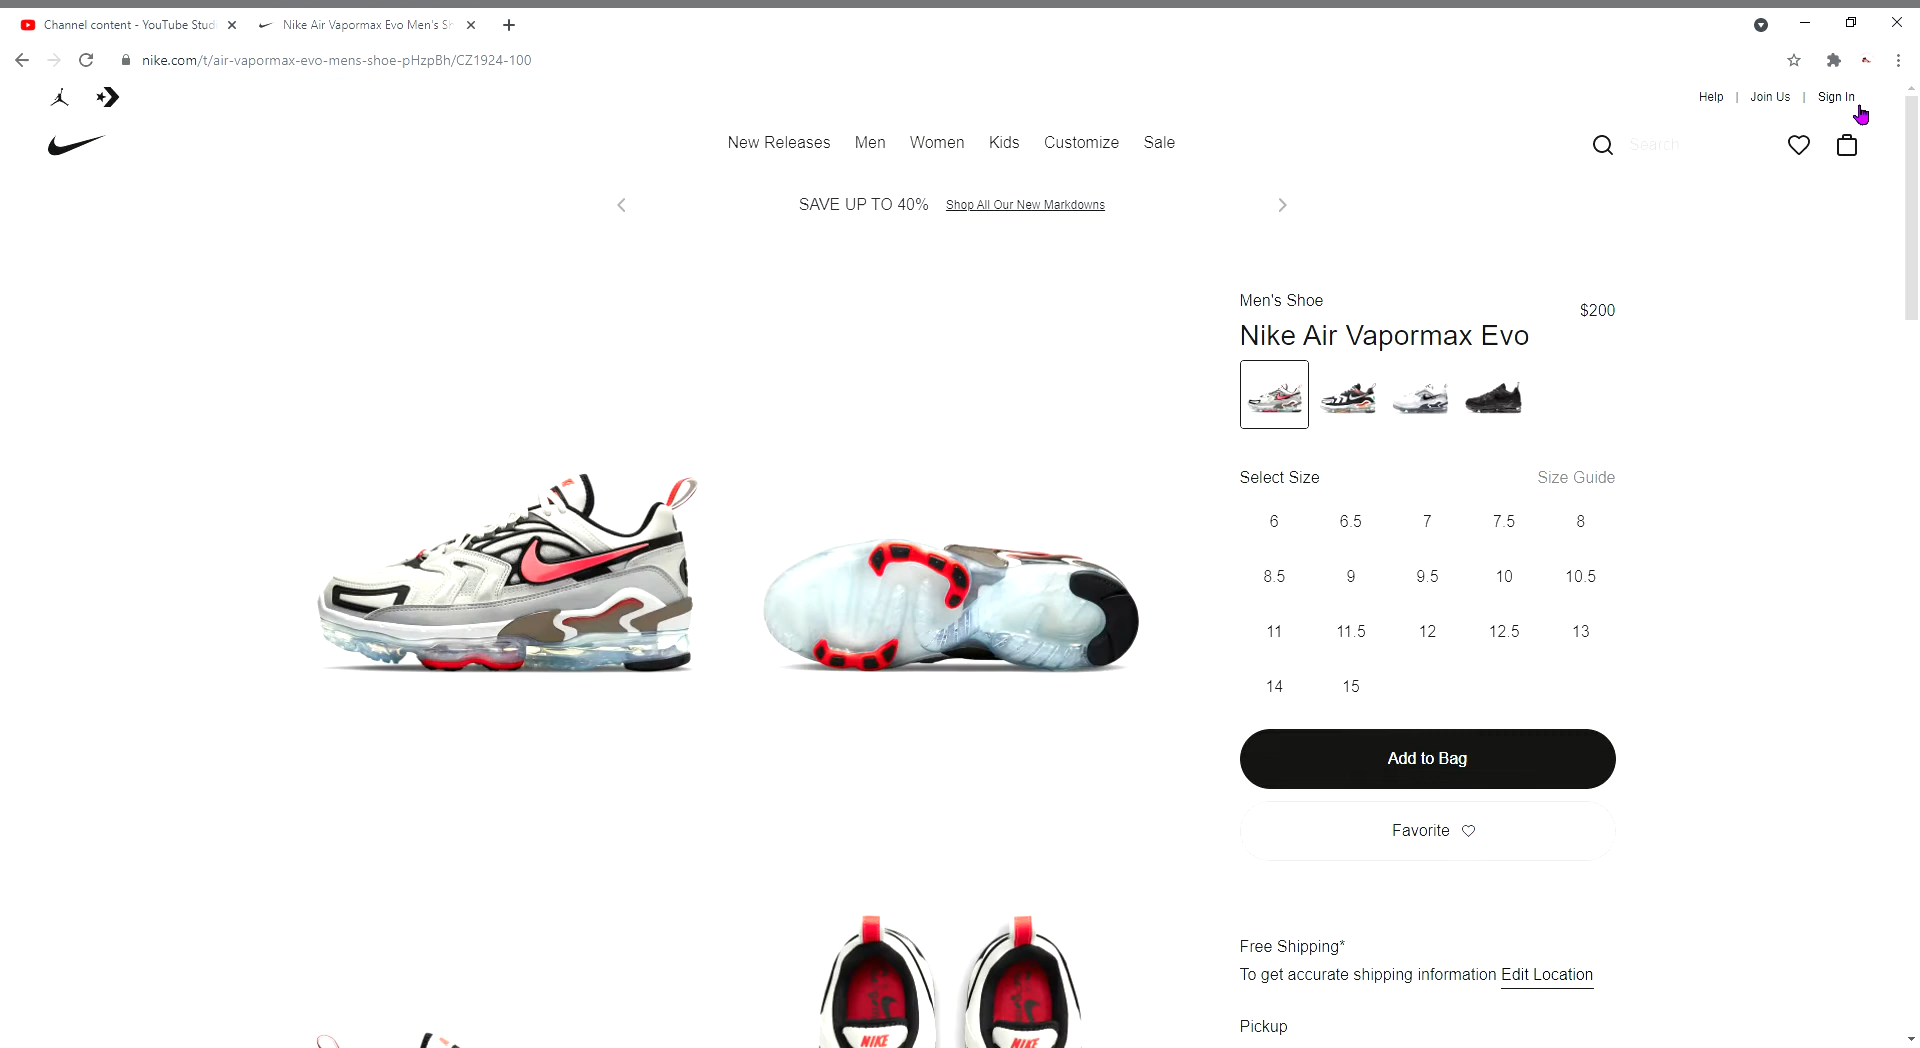 Channel content - YouTube Stud
Nike Air Vapormax Evo Men's Sh
nike.com/t/air-vapormax-evo-mens-shoe-pHzpBh/CZ1924-100
Help | Join Us | Sign In
New Releases Men Women Kids Customize Sale
Search
SAVE UP TO 40% Shop All Our New Markdowns
Men's Shoe
$200
Nike Air Vapormax Evo
Select Size Size Guide
6 6.5 7 7.5 8
8.5 9 9.5 10 10.5
11 11.5 12 12.5 13
14 15
Add to Bag
Favorite
Free Shipping*
To get accurate shipping information Edit Location
Pickup
NIKE NIKE